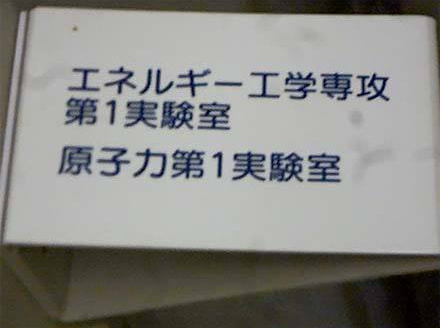 エネルギー工学専攻
第1実験室
原子力第1実験室